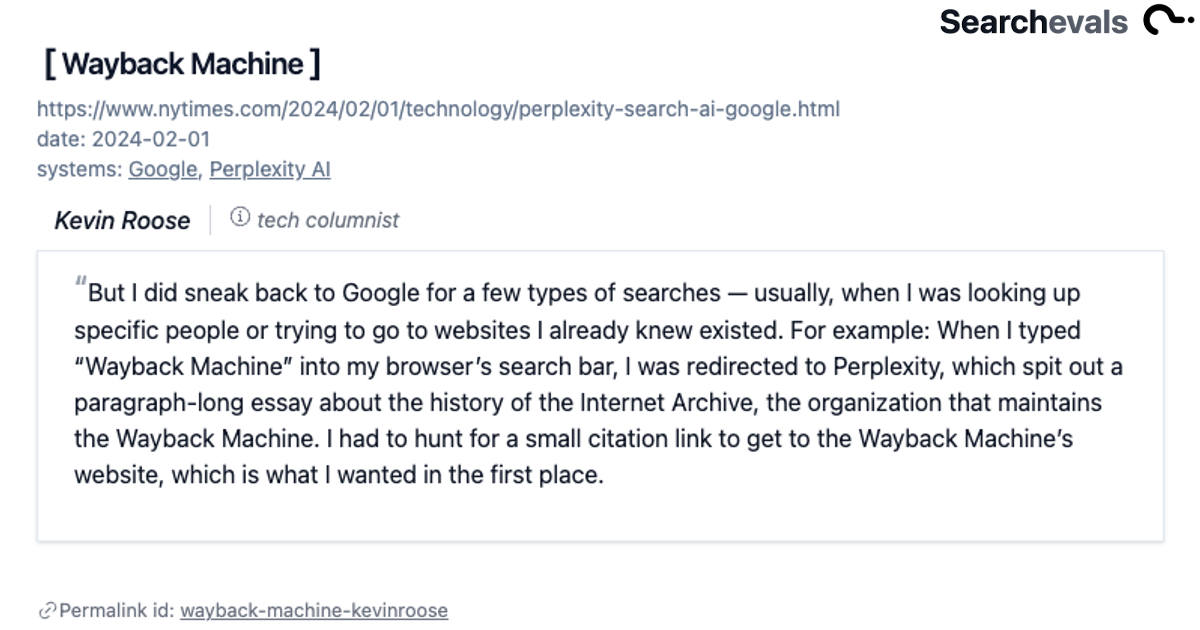 Searchevals
[ Wayback Machine ]
https://www.nytimes.com/2024/02/01/technology/perplexity-search-ai-google.html
date: 2024-02-01
systems: Google, Perplexity AI
Kevin Roose | ⓘ tech columnist
"But I did sneak back to Google for a few types of searches — usually, when I was looking up
specific people or trying to go to websites I already knew existed. For example: When I typed
“Wayback Machine” into my browser’s search bar, I was redirected to Perplexity, which spit out a
paragraph-long essay about the history of the Internet Archive, the organization that maintains
the Wayback Machine. I had to hunt for a small citation link to get to the Wayback Machine’s
website, which is what I wanted in the first place.
Permalink id: wayback-machine-kevinroose